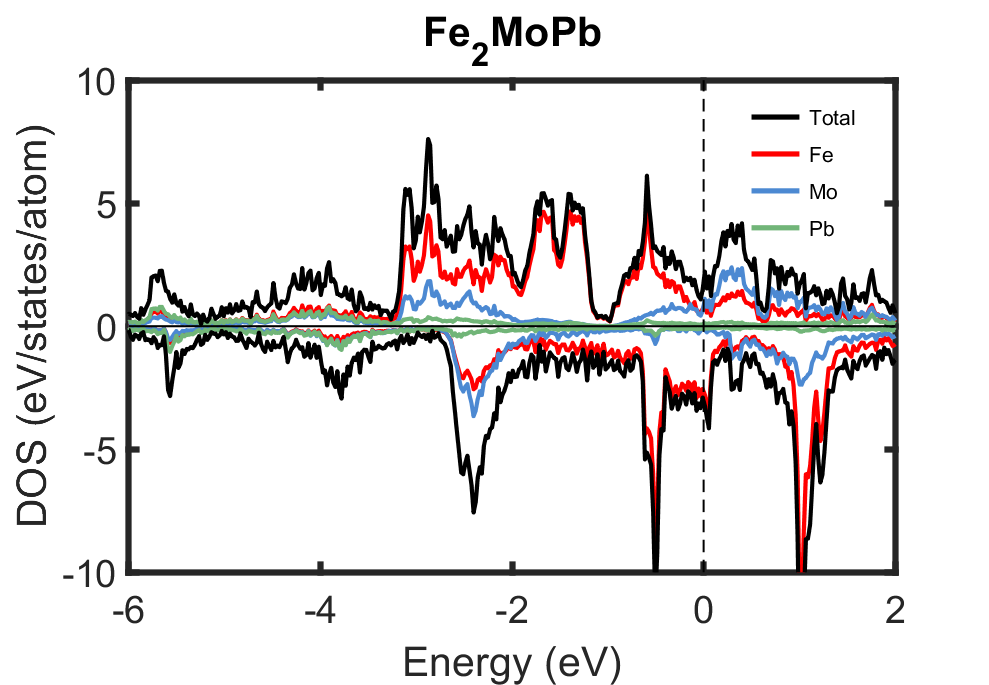 Fe2MoPb
DOS (eV/states/atom)
10
5
0
-5
-10
Total
Fe
Mo
Pb
-6 -4 -2 0 2
Energy (eV)